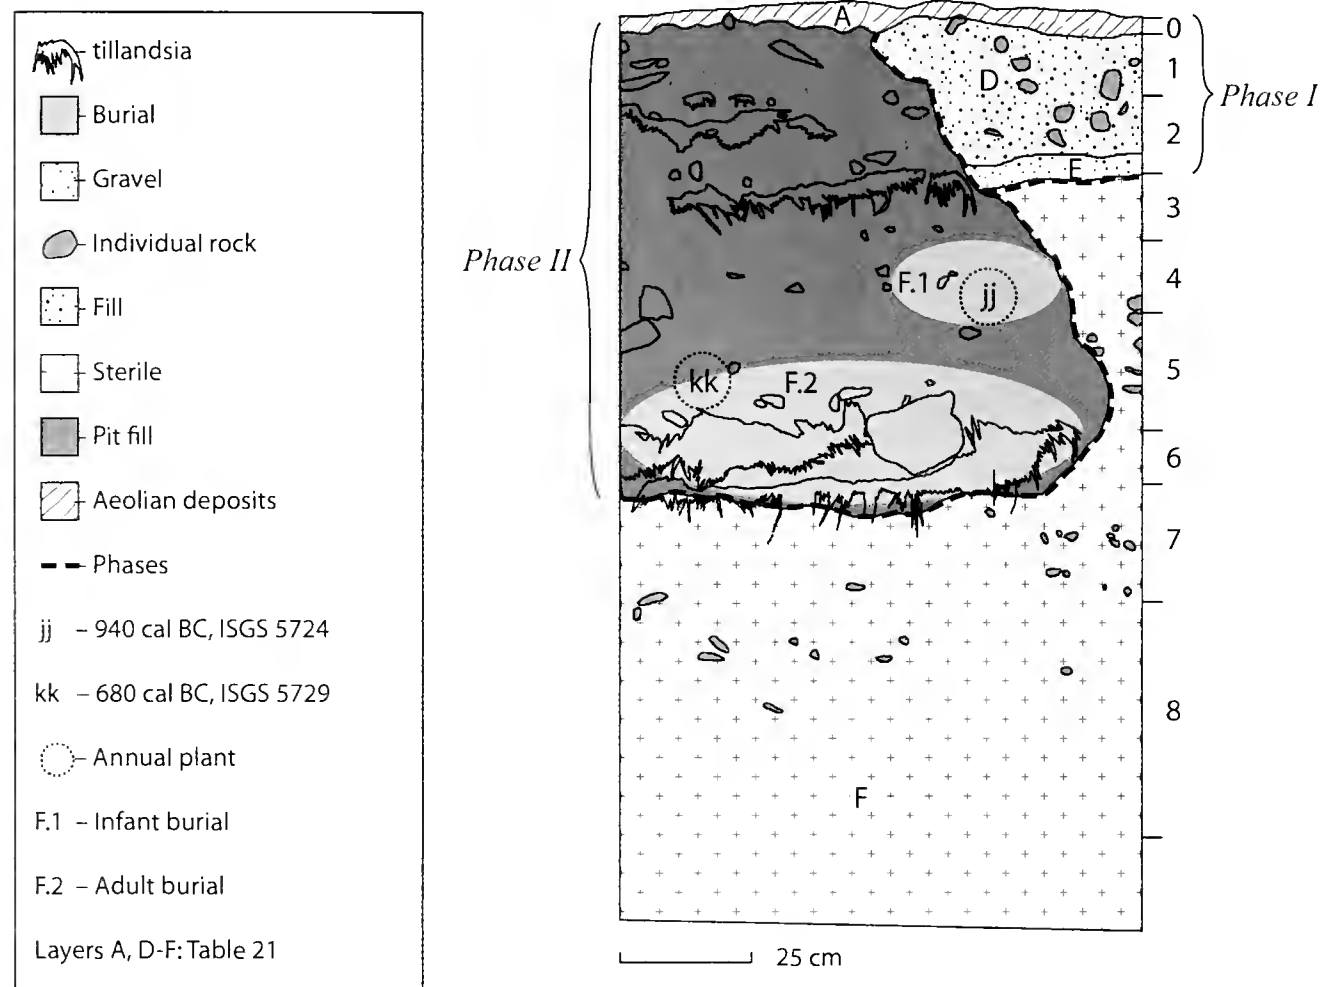 tillandsia
Burial
Gravel
Individual rock
Fill
Sterile
Pit fill
Aeolian deposits
Phases
jj – 940 cal BC, ISGS 5724
kk – 680 cal BC, ISGS 5729
Annual plant
F.1 – Infant burial
F.2 – Adult burial
Layers A, D-F: Table 21
A
D
E
Phase I
Phase II
F.1
jj
kk
F.2
F
0
1
2
3
4
5
6
7
8
25 cm